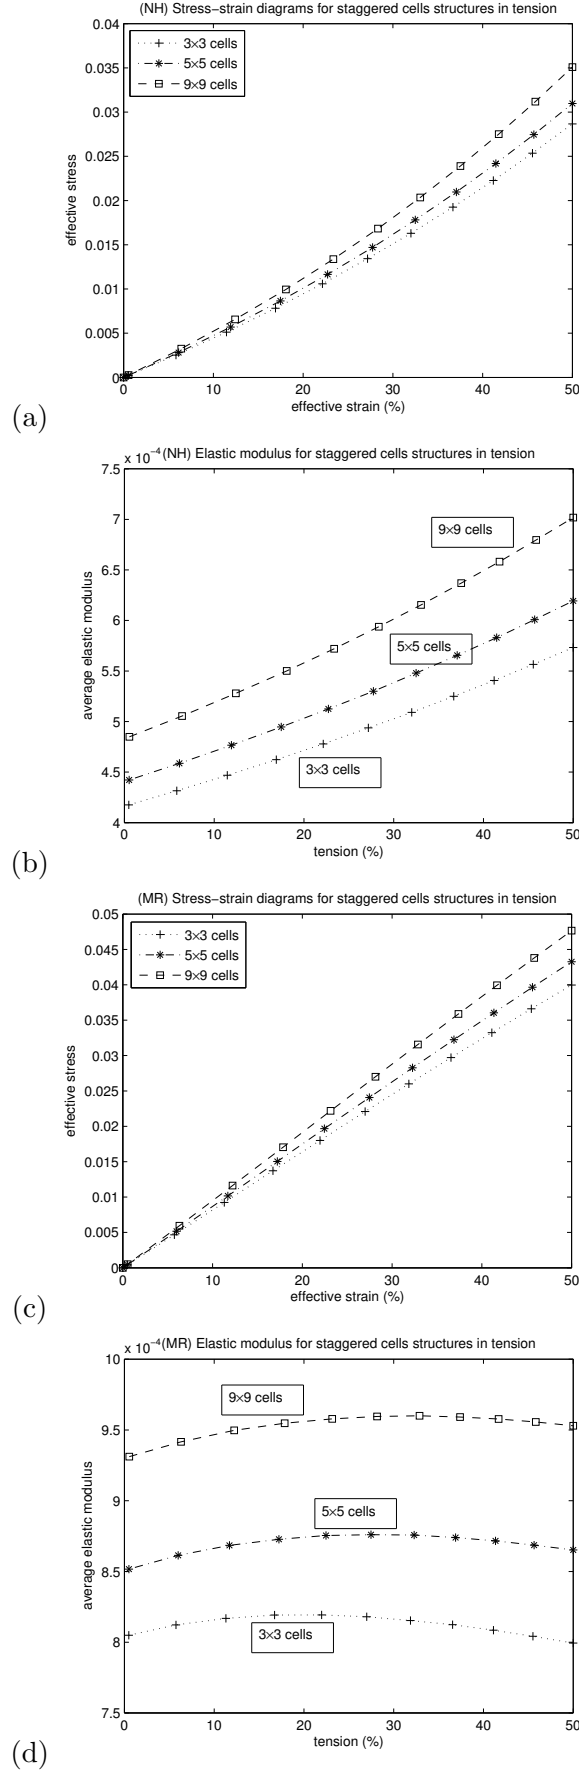 (NH) Stress−strain diagrams for staggered cells structures in tension
0.04
0.035
0.03
0.025
0.02
0.015
0.01
0.005
0
effective stress
3×3 cells
5×5 cells
9×9 cells
0 10 20 30 40 50
effective strain (%)
(a)
x 10⁻⁴ (NH) Elastic modulus for staggered cells structures in tension
7.5
7
6.5
6
5.5
5
4.5
4
average elastic modulus
9×9 cells
5×5 cells
3×3 cells
0 10 20 30 40 50
tension (%)
(b)
(MR) Stress−strain diagrams for staggered cells structures in tension
0.05
0.045
0.04
0.035
0.03
0.025
0.02
0.015
0.01
0.005
0
effective stress
3×3 cells
5×5 cells
9×9 cells
0 10 20 30 40 50
effective strain (%)
(c)
x 10⁻⁴ (MR) Elastic modulus for staggered cells structures in tension
10
9.5
9
8.5
8
7.5
average elastic modulus
9×9 cells
5×5 cells
3×3 cells
0 10 20 30 40 50
tension (%)
(d)